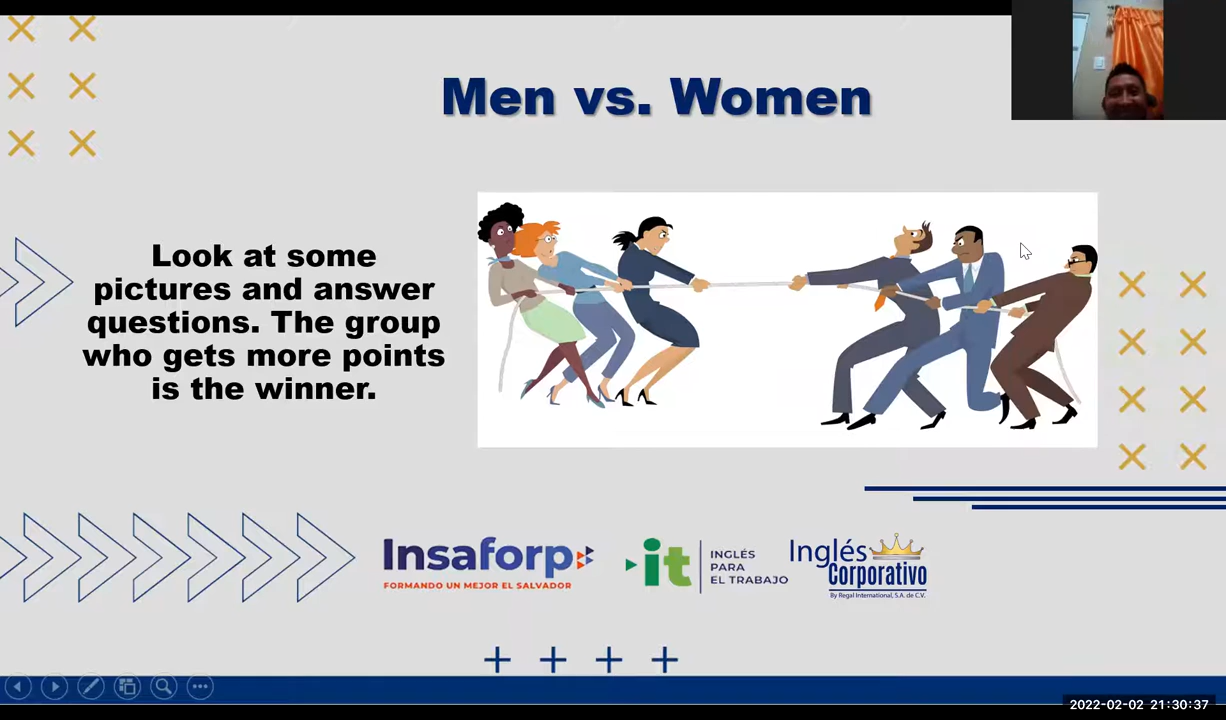 Men vs. Women
Look at some
pictures and answer
questions. The group
who gets more points
is the winner.
Insaforp
FORMANDO UN MEJOR EL SALVADOR
it
INGLÉS
PARA
EL TRABAJO
Inglés
Corporativo
By Regal International, S.A. de C.V.
2022-02-02 21:30:37